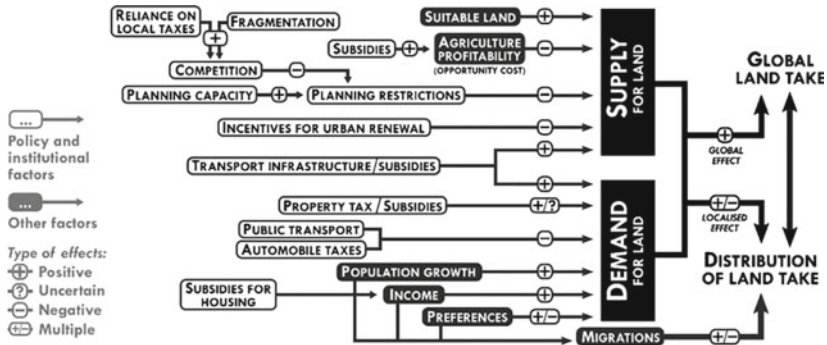 RELIANCE ON
LOCAL TAXES
FRAGMENTATION
+
SUITABLE LAND
+
SUBSIDIES
+
AGRICULTURE
PROFITABILITY
(OPPORTUNITY COST)
−
COMPETITION
−
PLANNING CAPACITY
+
PLANNING RESTRICTIONS
−
INCENTIVES FOR URBAN RENEWAL
−
TRANSPORT INFRASTRUCTURE/SUBSIDIES
+
+
SUPPLY
FOR LAND
PROPERTY TAX / SUBSIDIES
+/?
PUBLIC TRANSPORT
AUTOMOBILE TAXES
−
POPULATION GROWTH
+
SUBSIDIES FOR
HOUSING
INCOME
+
PREFERENCES
+/−
DEMAND
FOR LAND
MIGRATIONS
+/−
GLOBAL
LAND TAKE
+
GLOBAL
EFFECT
+/−
LOCALISED
EFFECT
DISTRIBUTION
OF LAND TAKE
...
Policy and
institutional
factors
...
Other factors
Type of effects:
+ Positive
? Uncertain
− Negative
+/− Multiple